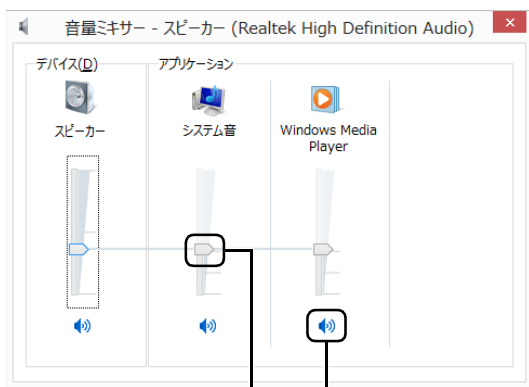 音量ミキサー - スピーカー (Realtek High Definition Audio)
デバイス(D)
アプリケーション
スピーカー
システム音
Windows Media
Player